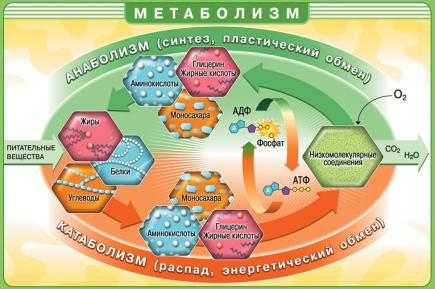 МЕТАБОЛИЗМ
АНАБОЛИЗМ (синтез, пластический обмен)
Глицерин
Жирные кислоты
Аминокислоты
Моносахара
O₂
АДФ
Фосфат
Жиры
ПИТАТЕЛЬНЫЕ
ВЕЩЕСТВА
Белки
Низкомолекулярные
соединения
CO₂ H₂O
АТФ
Углеводы
Моносахара
Аминокислоты
Глицерин
Жирные кислоты
КАТАБОЛИЗМ (распад, энергетический обмен)